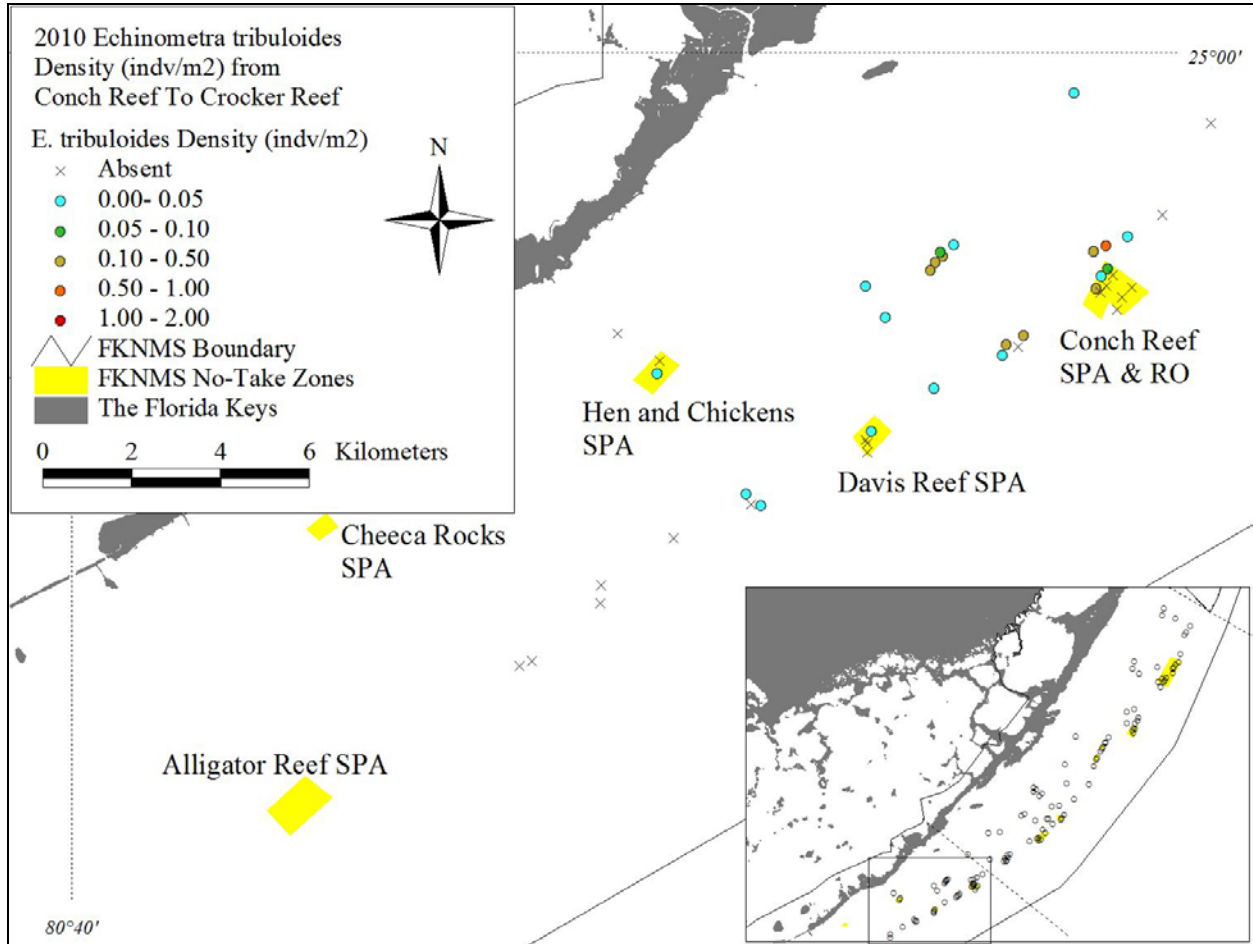 2010 Echinometra tribuloides
Density (indv/m2) from
Conch Reef To Crocker Reef
E. tribuloides Density (indv/m2)
Absent
0.00- 0.05
0.05 - 0.10
0.10 - 0.50
0.50 - 1.00
1.00 - 2.00
FKNMS Boundary
FKNMS No-Take Zones
The Florida Keys
0 2 4 6 Kilometers
N
25°00'
Conch Reef
SPA & RO
Hen and Chickens
SPA
Davis Reef SPA
Cheeca Rocks
SPA
Alligator Reef SPA
80°40'